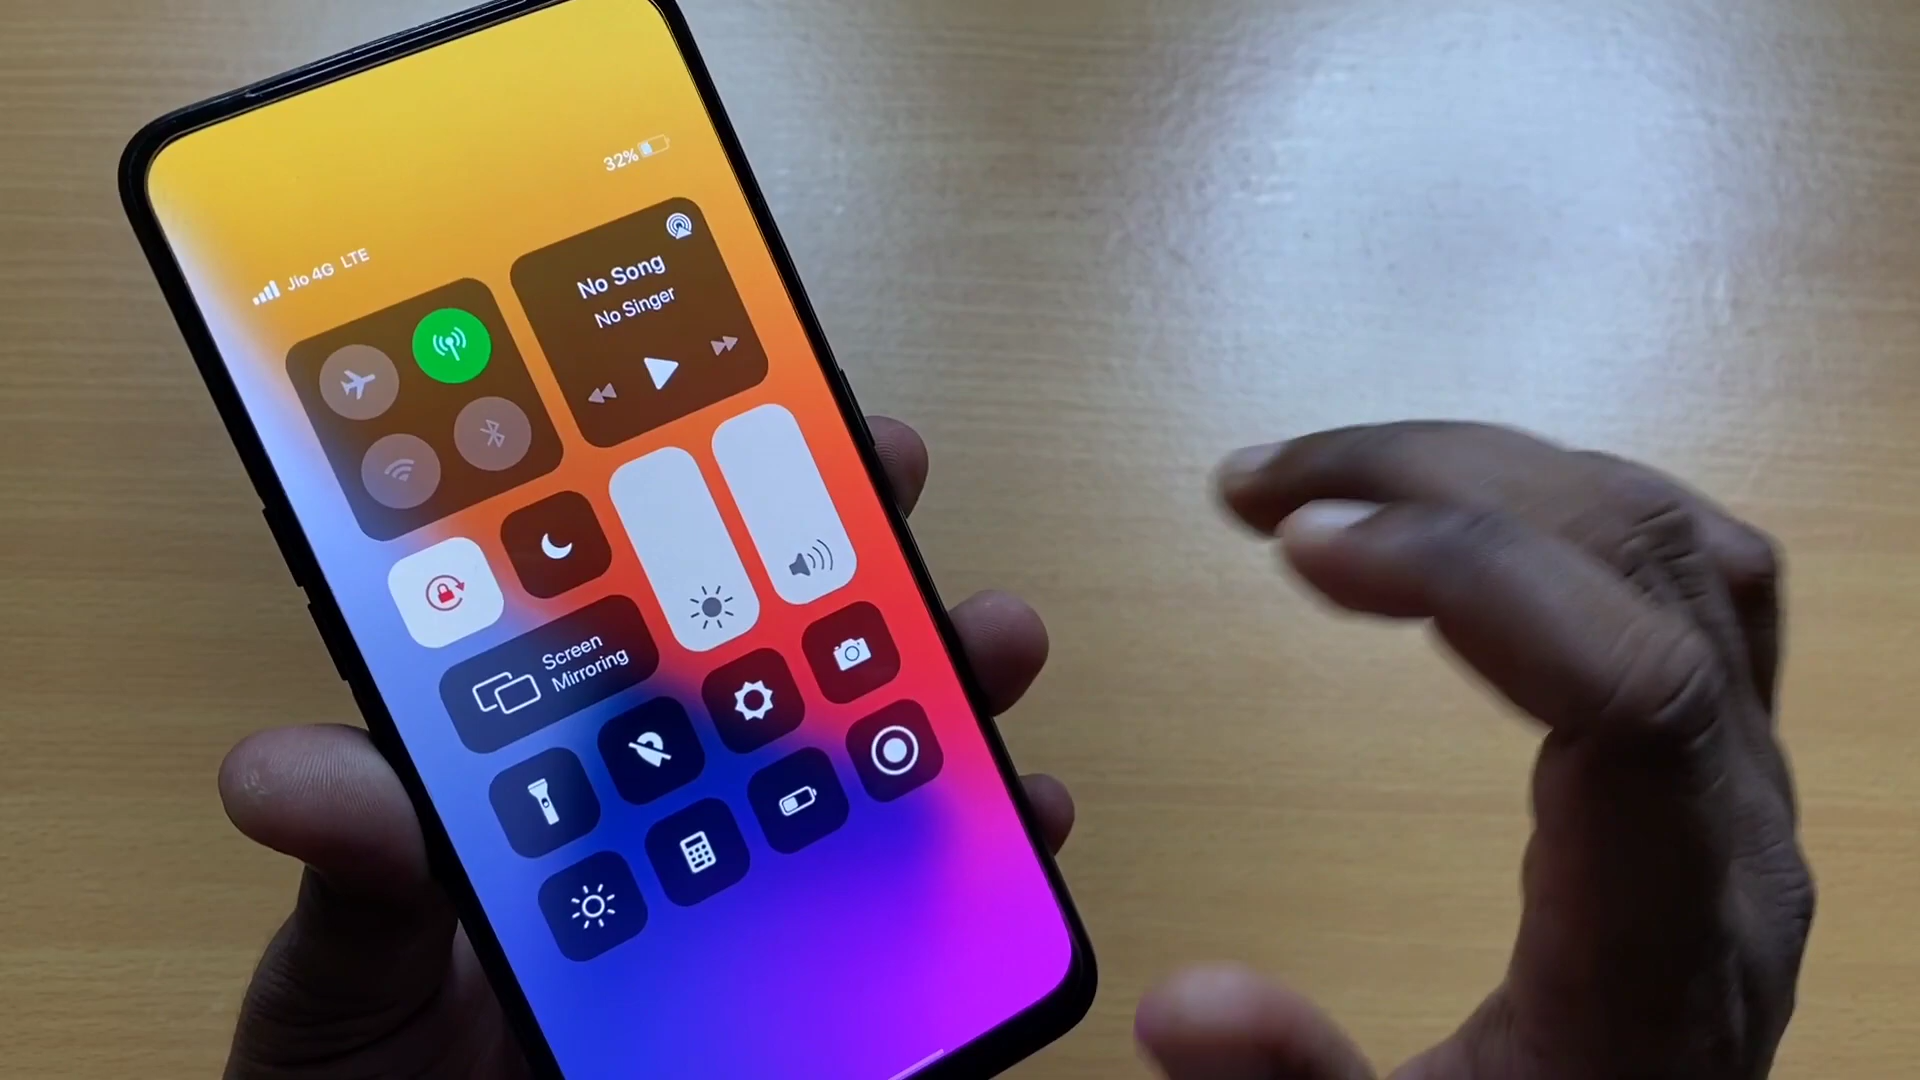 32%
Jio 4G LTE
No Song
No Singer
Screen
Mirroring